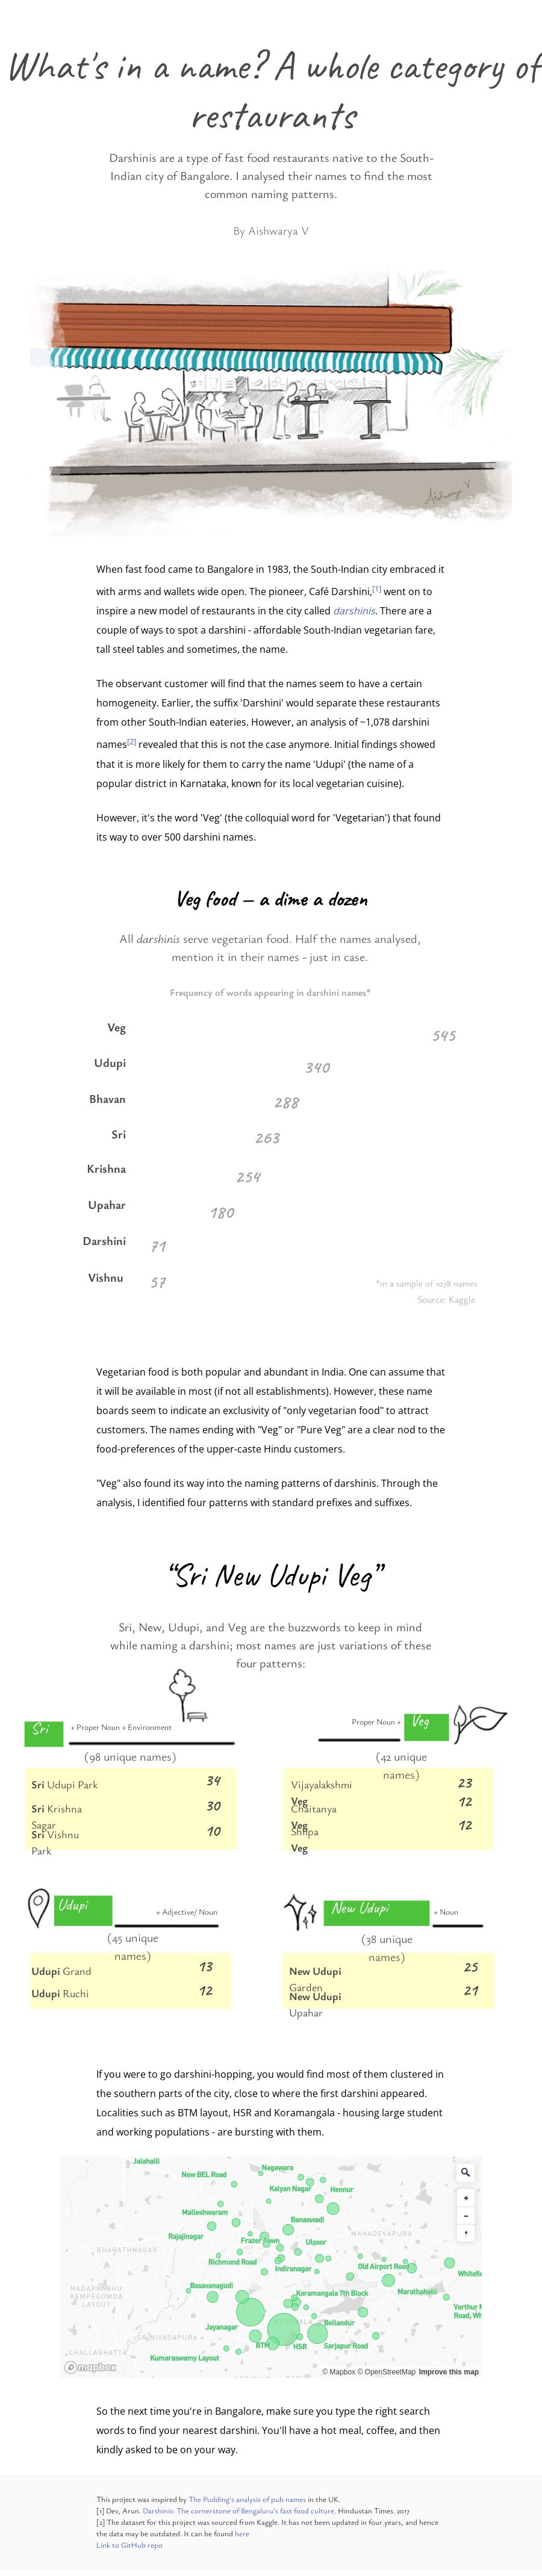 What's in a name? A whole category of
restaurants
Darshinis are a type of fast food restaurants native to the South-
Indian city of Bangalore. I analysed their names to find the most
common naming patterns.
By Aishwarya V
Aishwarya V
When fast food came to Bangalore in 1983, the South-Indian city embraced it
with arms and wallets wide open. The pioneer, Café Darshini,[1] went on to
inspire a new model of restaurants in the city called darshinis. There are a
couple of ways to spot a darshini - affordable South-Indian vegetarian fare,
tall steel tables and sometimes, the name.
The observant customer will find that the names seem to have a certain
homogeneity. Earlier, the suffix 'Darshini' would separate these restaurants
from other South-Indian eateries. However, an analysis of ~1,078 darshini
names[2] revealed that this is not the case anymore. Initial findings showed
that it is more likely for them to carry the name 'Udupi' (the name of a
popular district in Karnataka, known for its local vegetarian cuisine).
However, it's the word 'Veg' (the colloquial word for 'Vegetarian') that found
its way to over 500 darshini names.
Veg food – a dime a dozen
All darshinis serve vegetarian food. Half the names analysed,
mention it in their names - just in case.
Frequency of words appearing in darshini names*
Veg 545
Udupi 340
Bhavan 288
Sri 263
Krishna 254
Upahar 180
Darshini 71
Vishnu 57
*in a sample of 1078 names
Source: Kaggle
Vegetarian food is both popular and abundant in India. One can assume that
it will be available in most (if not all establishments). However, these name
boards seem to indicate an exclusivity of "only vegetarian food" to attract
customers. The names ending with "Veg" or "Pure Veg" are a clear nod to the
food-preferences of the upper-caste Hindu customers.
"Veg" also found its way into the naming patterns of darshinis. Through the
analysis, I identified four patterns with standard prefixes and suffixes.
“Sri New Udupi Veg”
Sri, New, Udupi, and Veg are the buzzwords to keep in mind
while naming a darshini; most names are just variations of these
four patterns:
Sri + Proper Noun + Environment
(98 unique names)
Sri Udupi Park 34
Sri Krishna 30
Sagar
Sri Vishnu 10
Park
Proper Noun + Veg
(42 unique
names)
Vijayalakshmi 23
Veg
Chaitanya 12
Veg
Shilpa 12
Veg
Udupi + Adjective/ Noun
(45 unique
names)
Udupi Grand 13
Udupi Ruchi 12
New Udupi + Noun
(38 unique
names)
New Udupi 25
Garden
New Udupi 21
Upahar
If you were to go darshini-hopping, you would find most of them clustered in
the southern parts of the city, close to where the first darshini appeared.
Localities such as BTM layout, HSR and Koramangala - housing large student
and working populations - are bursting with them.
Jalahalli
Nagawara
New BEL Road
Kalyan Nagar
Hennur
Malleshwaram
Banaswadi
Rajajinagar
Frazer Town
Ulsoor
MAHADEVAPURA
BHARATHNAGAR
Richmond Road
Indiranagar
Old Airport Road
Whitefie
Basavanagudi
Koramangala 7th Block
Marathahalli
NAGADEVANAHALLI
KEMPEGOWDA
LAYOUT
Varthur M
Road, Wh
Jayanagar
Bellandur
SRINIVASAPURA
BTM
HSR
Sarjapur Road
CHALLAGHATTA
Kumaraswamy Layout
mapbox
© Mapbox © OpenStreetMap Improve this map
So the next time you're in Bangalore, make sure you type the right search
words to find your nearest darshini. You'll have a hot meal, coffee, and then
kindly asked to be on your way.
This project was inspired by The Pudding's analysis of pub names in the UK.
[1] Dev, Arun. Darshinis: The cornerstone of Bengaluru's fast food culture. Hindustan Times. 2017
[2] The dataset for this project was sourced from Kaggle. It has not been updated in four years, and hence
the data may be outdated. It can be found here
Link to GitHub repo